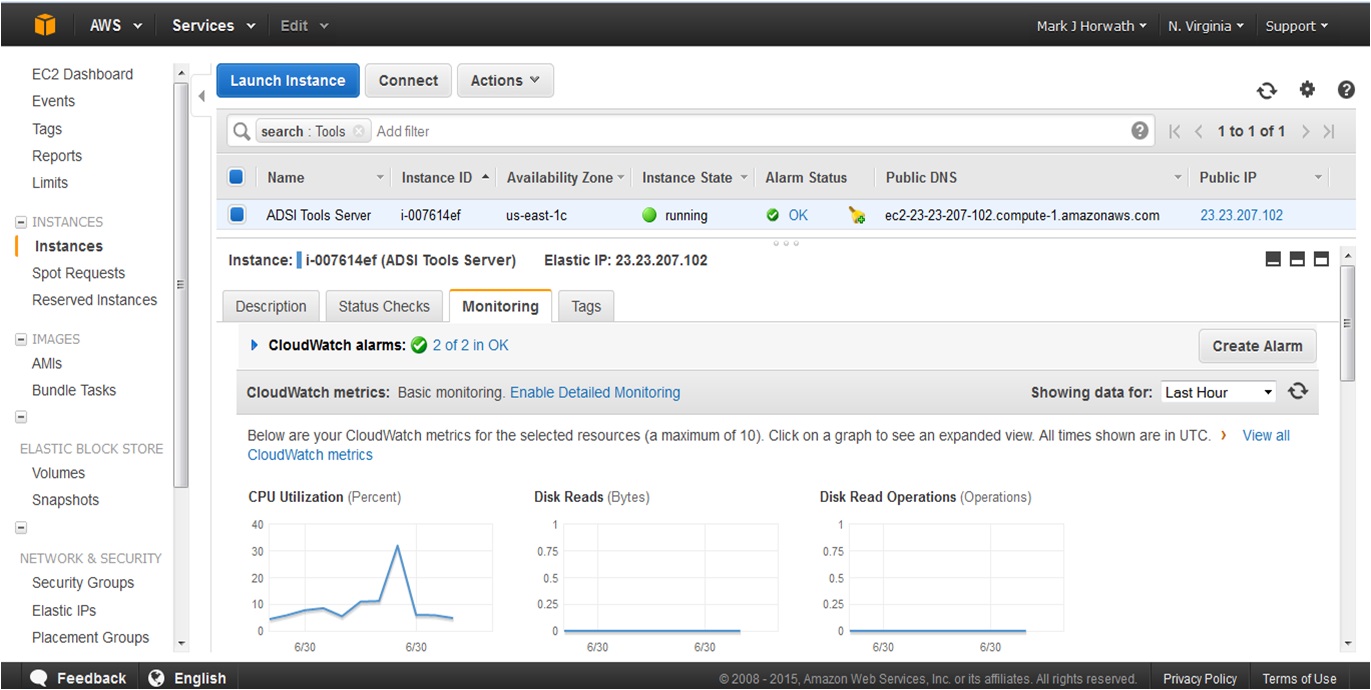 AWS Services Edit Mark J Horwath N. Virginia Support
EC2 Dashboard
Events
Tags
Reports
Limits
INSTANCES
Instances
Spot Requests
Reserved Instances
IMAGES
AMIs
Bundle Tasks
ELASTIC BLOCK STORE
Volumes
Snapshots
NETWORK & SECURITY
Security Groups
Elastic IPs
Placement Groups
Launch Instance Connect Actions
search : Tools Add filter 1 to 1 of 1
Name Instance ID Availability Zone Instance State Alarm Status Public DNS Public IP
ADSI Tools Server i-007614ef us-east-1c running OK ec2-23-23-207-102.compute-1.amazonaws.com 23.23.207.102
Instance: i-007614ef (ADSI Tools Server) Elastic IP: 23.23.207.102
Description Status Checks Monitoring Tags
CloudWatch alarms: 2 of 2 in OK Create Alarm
CloudWatch metrics: Basic monitoring. Enable Detailed Monitoring Showing data for: Last Hour
Below are your CloudWatch metrics for the selected resources (a maximum of 10). Click on a graph to see an expanded view. All times shown are in UTC. View all
CloudWatch metrics
CPU Utilization (Percent)
40
30
20
10
0
6/30 6/30
Disk Reads (Bytes)
1
0.75
0.5
0.25
0
6/30 6/30
Disk Read Operations (Operations)
1
0.75
0.5
0.25
0
6/30 6/30
Feedback English © 2008 - 2015, Amazon Web Services, Inc. or its affiliates. All rights reserved. Privacy Policy Terms of Use